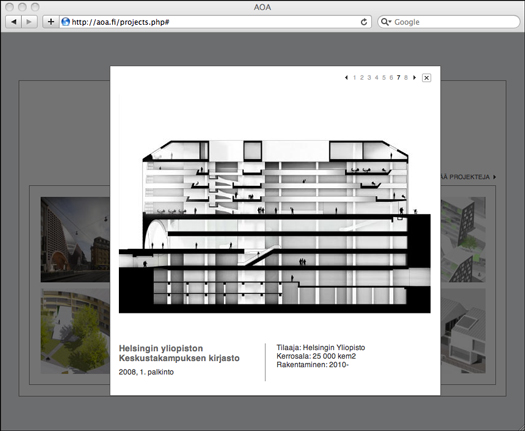 AOA
http://aoa.fi/projects.php#
Google
1 2 3 4 5 6 7 8
ÄÄ PROJEKTEJA
Helsingin yliopiston
Keskustakampuksen kirjasto
2008, 1. palkinto
Tilaaja: Helsingin Yliopisto
Kerrosala: 25 000 kem2
Rakentaminen: 2010-